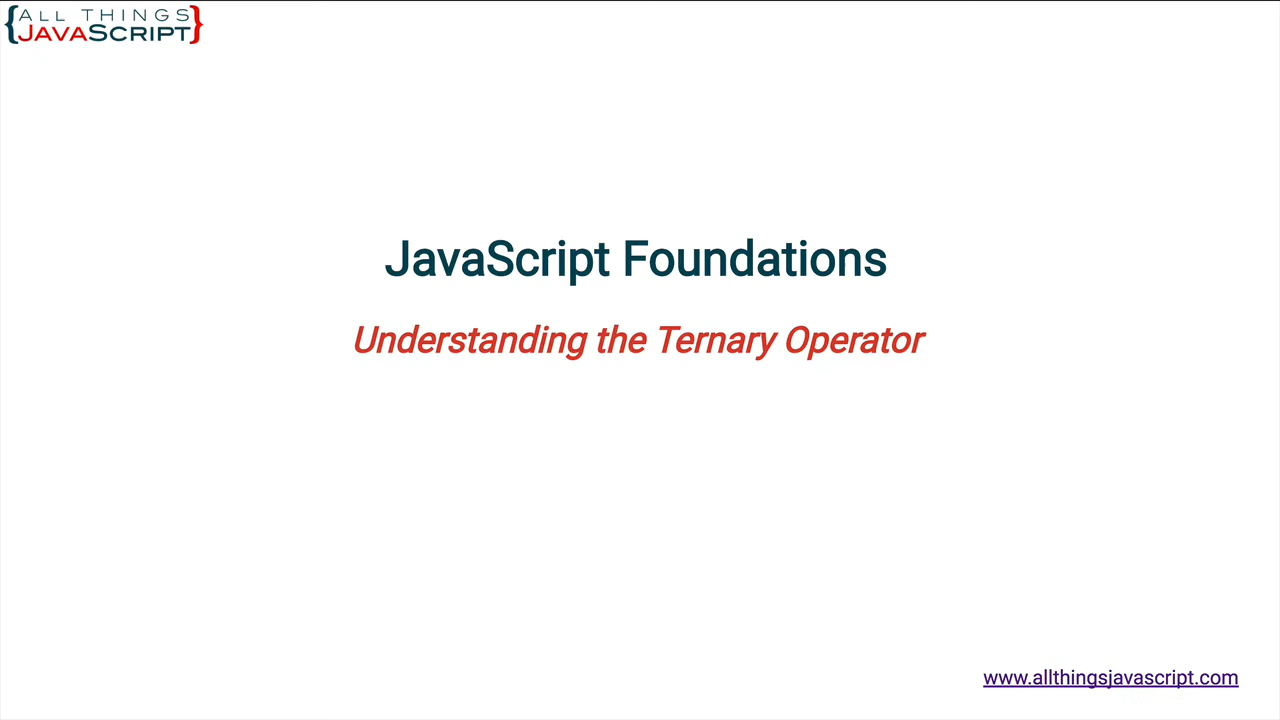 {ALL THINGS
JAVASCRIPT}
JavaScript Foundations
Understanding the Ternary Operator
www.allthingsjavascript.com